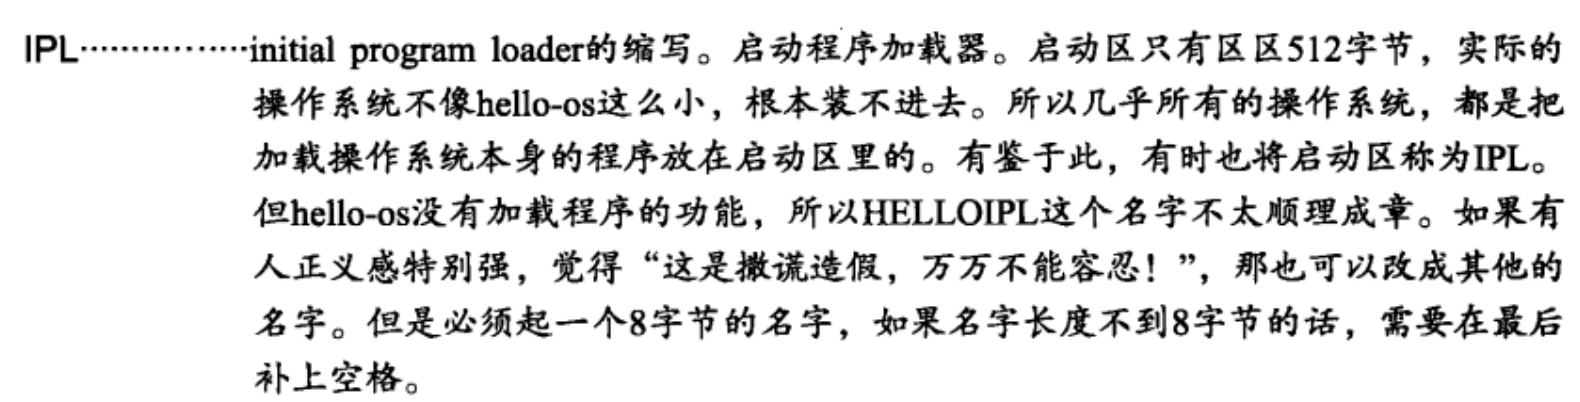 IPL……………initial program loader的缩写。启动程序加载器。启动区只有区区512字节，实际的
操作系统不像hello-os这么小，根本装不进去。所以几乎所有的操作系统，都是把
加载操作系统本身的程序放在启动区里的。有鉴于此，有时也将启动区称为IPL。
但hello-os没有加载程序的功能，所以HELLOIPL这个名字不太顺理成章。如果有
人正义感特别强，觉得“这是撒谎造假，万万不能容忍！”，那也可以改成其他的
名字。但是必须起一个8字节的名字，如果名字长度不到8字节的话，需要在最后
补上空格。